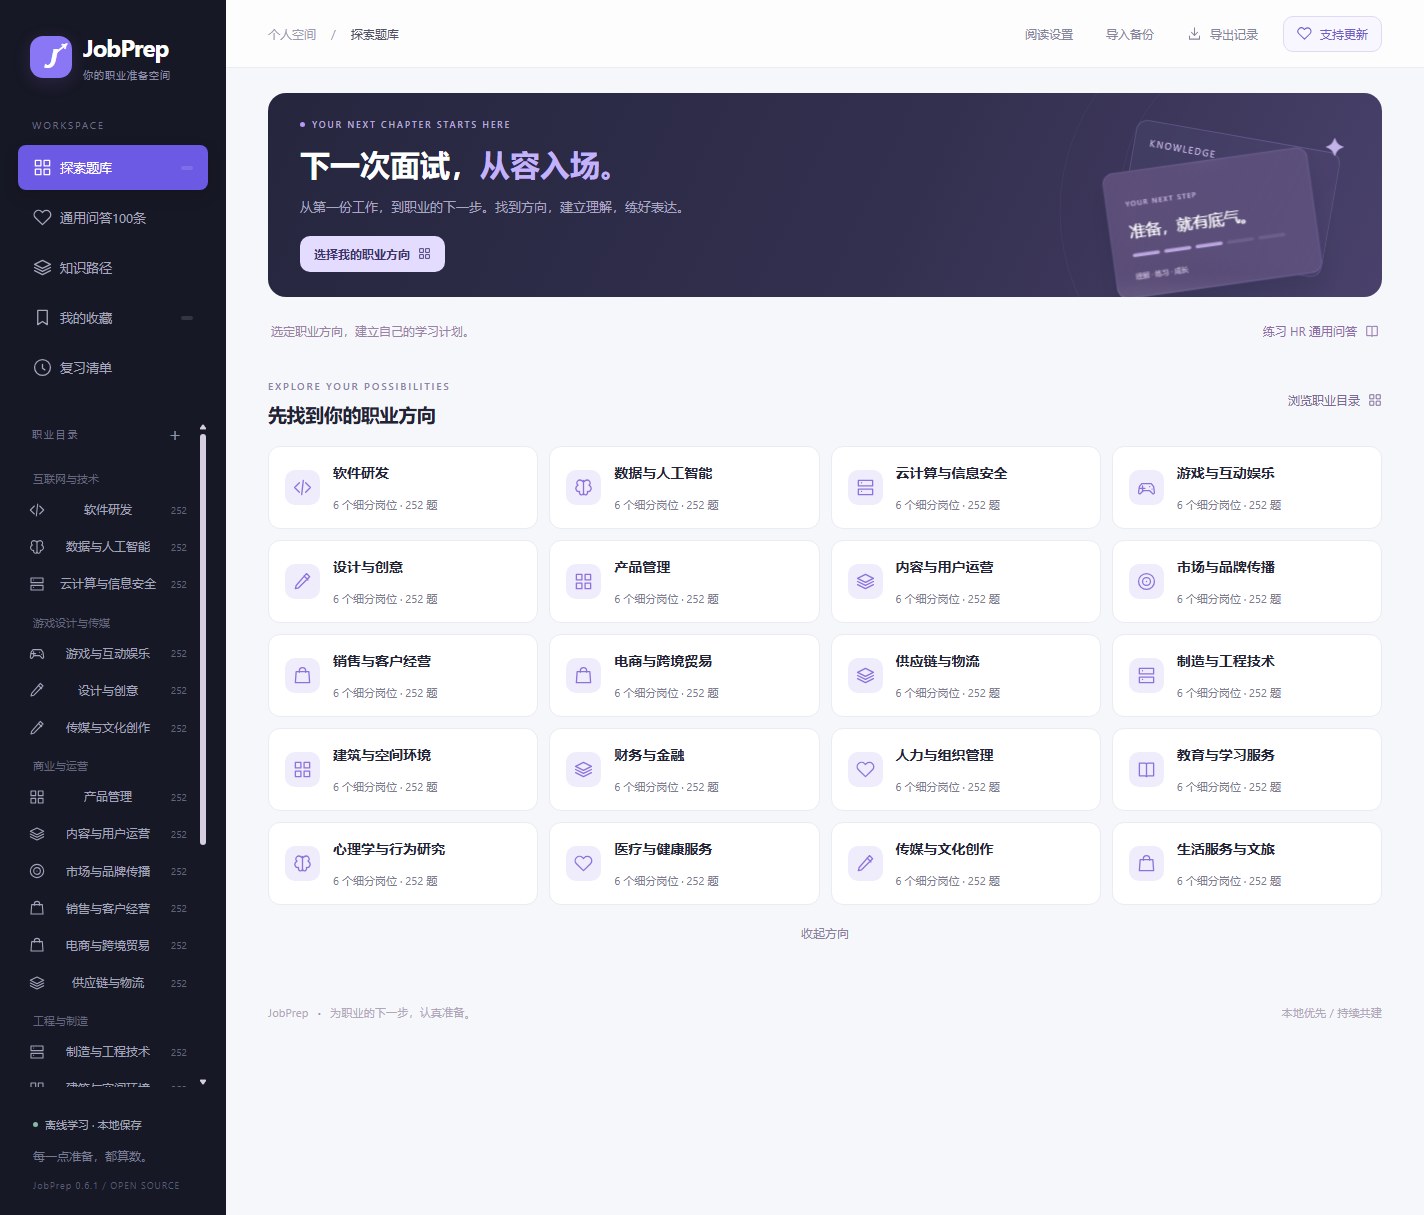 JobPrep
你的职业准备空间
WORKSPACE
探索题库
通用问答100条
知识路径
我的收藏
复习清单
职业目录
互联网与技术
软件研发 252
数据与人工智能 252
云计算与信息安全 252
游戏设计与传媒
游戏与互动娱乐 252
设计与创意 252
传媒与文化创作 252
商业与运营
产品管理 252
内容与用户运营 252
市场与品牌传播 252
销售与客户经营 252
电商与跨境贸易 252
供应链与物流 252
工程与制造
制造与工程技术 252
离线学习 · 本地保存
每一点准备，都算数。
JobPrep 0.6.1 / OPEN SOURCE
个人空间 / 探索题库
阅读设置
导入备份
导出记录
支持更新
YOUR NEXT CHAPTER STARTS HERE
下一次面试，从容入场。
从第一份工作，到职业的下一步。找到方向，建立理解，练好表达。
选择我的职业方向
KNOWLEDGE
YOUR NEXT STEP
准备，就有底气。
理解 · 练习 · 成长
选定职业方向，建立自己的学习计划。
练习 HR 通用问答
EXPLORE YOUR POSSIBILITIES
先找到你的职业方向
浏览职业目录
软件研发
6 个细分岗位 · 252 题
数据与人工智能
6 个细分岗位 · 252 题
云计算与信息安全
6 个细分岗位 · 252 题
游戏与互动娱乐
6 个细分岗位 · 252 题
设计与创意
6 个细分岗位 · 252 题
产品管理
6 个细分岗位 · 252 题
内容与用户运营
6 个细分岗位 · 252 题
市场与品牌传播
6 个细分岗位 · 252 题
销售与客户经营
6 个细分岗位 · 252 题
电商与跨境贸易
6 个细分岗位 · 252 题
供应链与物流
6 个细分岗位 · 252 题
制造与工程技术
6 个细分岗位 · 252 题
建筑与空间环境
6 个细分岗位 · 252 题
财务与金融
6 个细分岗位 · 252 题
人力与组织管理
6 个细分岗位 · 252 题
教育与学习服务
6 个细分岗位 · 252 题
心理学与行为研究
6 个细分岗位 · 252 题
医疗与健康服务
6 个细分岗位 · 252 题
传媒与文化创作
6 个细分岗位 · 252 题
生活服务与文旅
6 个细分岗位 · 252 题
收起方向
JobPrep · 为职业的下一步，认真准备。
本地优先 / 持续共建